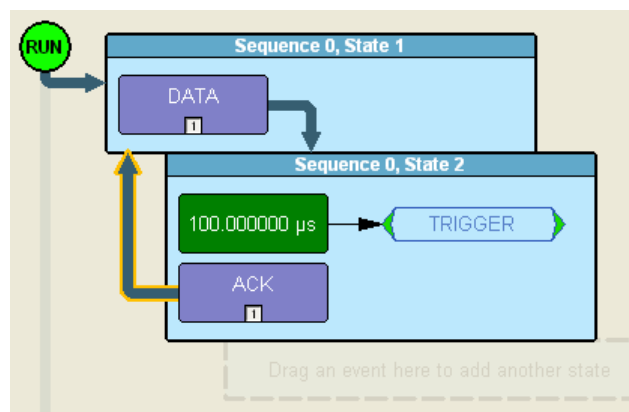 RUN
Sequence 0, State 1
DATA
1
Sequence 0, State 2
100.000000 µs
TRIGGER
ACK
1
Drag an event here to add another state